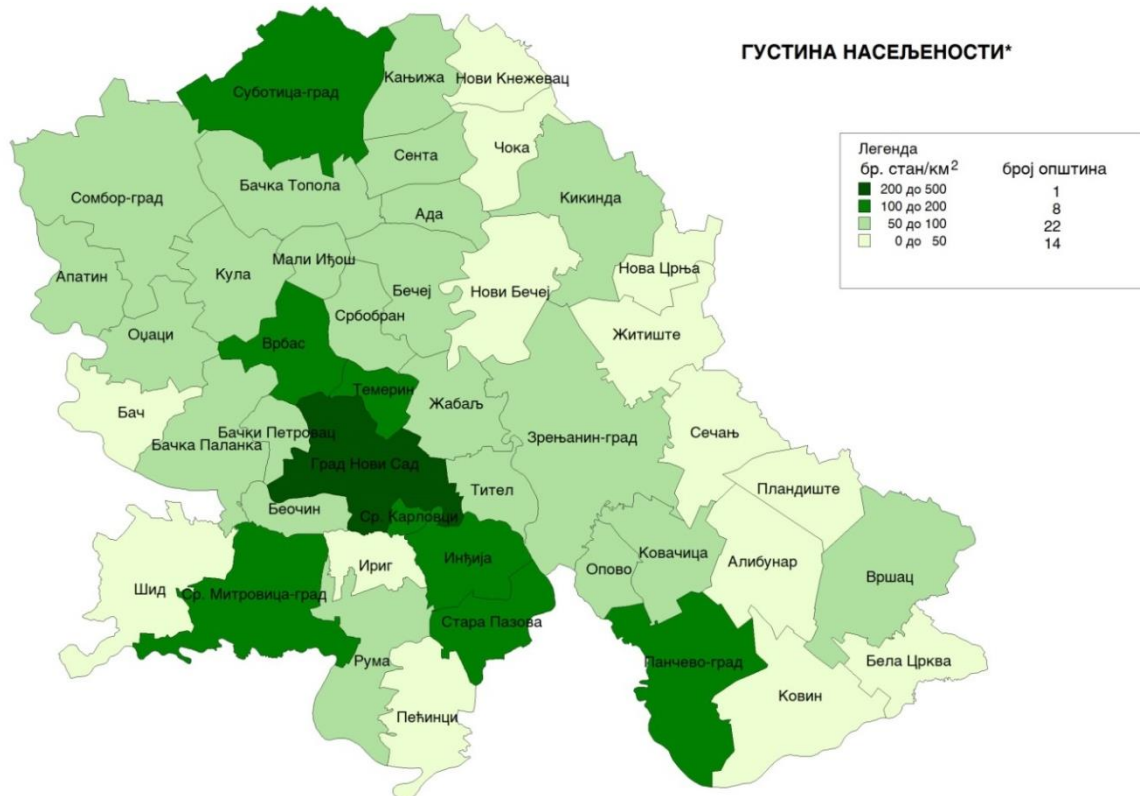 ГУСТИНА НАСЕЉЕНОСТИ*
Легенда
бр. стан/км² број општина
200 до 500 1
100 до 200 8
50 до 100 22
0 до 50 14
Суботица-град
Кањижа
Нови Кнежевац
Чока
Сента
Сомбор-град
Бачка Топола
Кикинда
Ада
Апатин
Кула
Мали Иђош
Бечеј
Нови Бечеј
Нова Црња
Оџаци
Врбас
Србобран
Житиште
Темерин
Жабаљ
Бач
Бачки Петровац
Бачка Паланка
Зрењанин-град
Сечањ
Град Нови Сад
Тител
Пландиште
Беочин
Ср. Карловци
Ковачица
Инђија
Ириг
Опово
Алибунар
Вршац
Шид
Ср. Митровица-град
Стара Пазова
Рума
Панчево-град
Бела Црква
Ковин
Пећинци